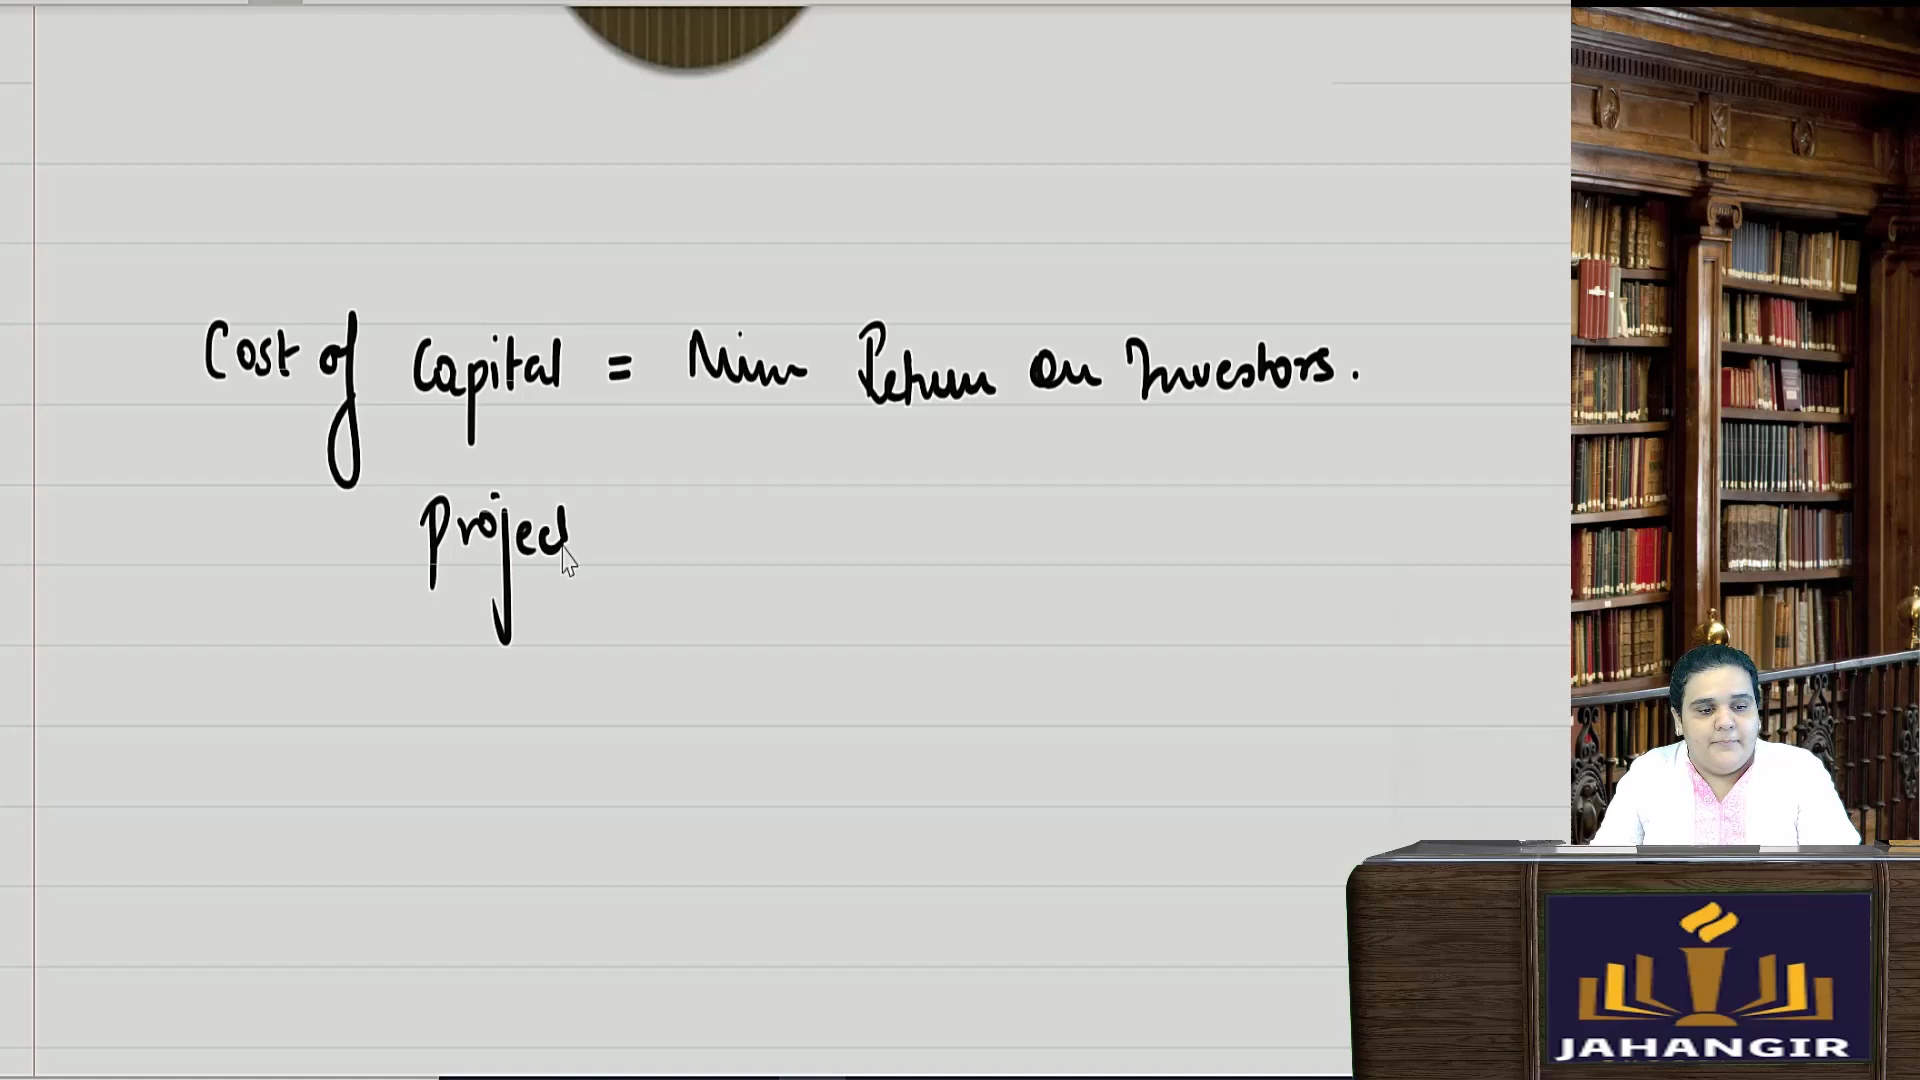 Cost of Capital = Min Return on Investors.
Project
JAHANGIR